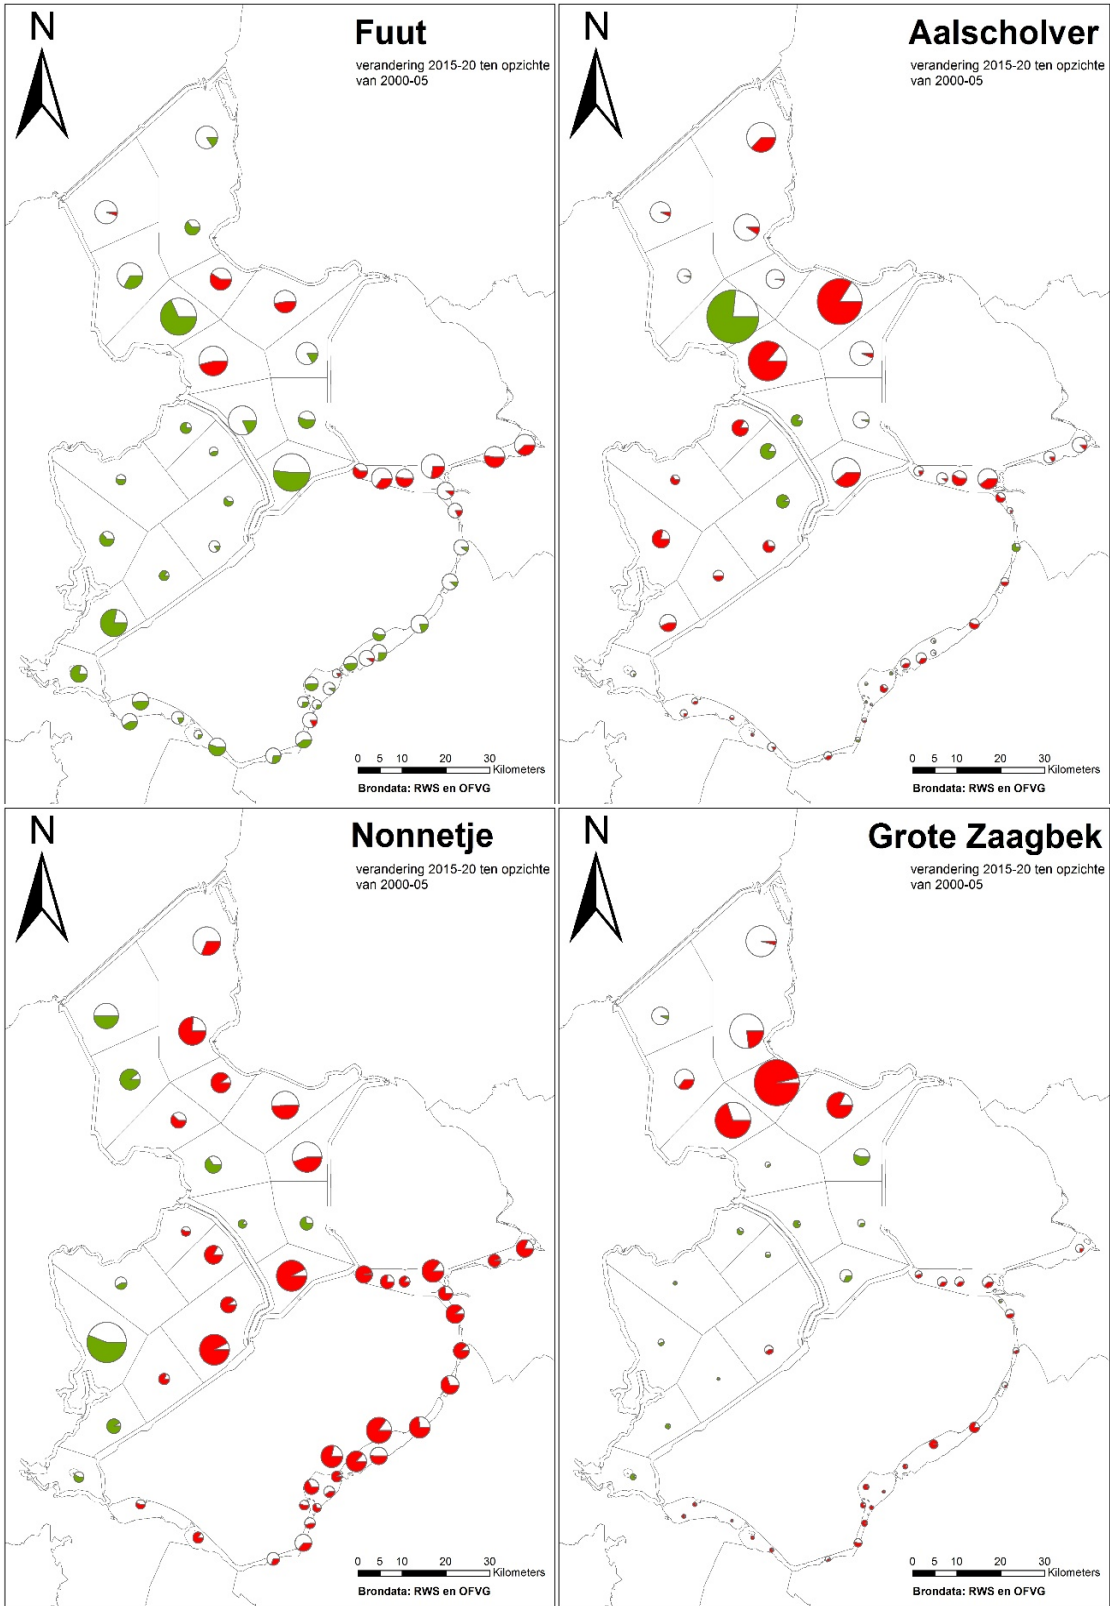 N
Fuut
verandering 2015-20 ten opzichte
van 2000-05
0 5 10 20 30
Kilometers
Brondata: RWS en OFVG
N
Aalscholver
verandering 2015-20 ten opzichte
van 2000-05
0 5 10 20 30
Kilometers
Brondata: RWS en OFVG
N
Nonnetje
verandering 2015-20 ten opzichte
van 2000-05
0 5 10 20 30
Kilometers
Brondata: RWS en OFVG
N
Grote Zaagbek
verandering 2015-20 ten opzichte
van 2000-05
0 5 10 20 30
Kilometers
Brondata: RWS en OFVG